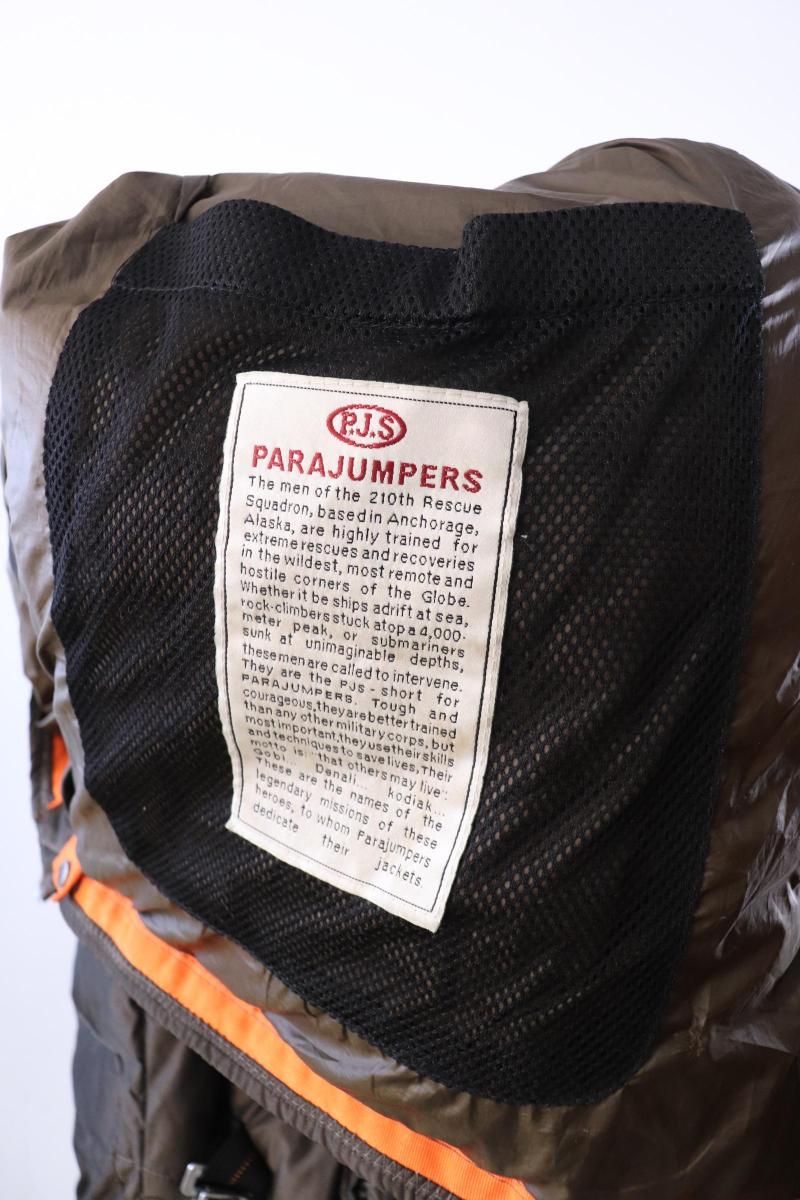 P.J.S
PARAJUMPERS
The men of the 210th Rescue
Squadron, based in Anchorage,
Alaska, are highly trained for
extreme rescues and recoveries
in the wildest, most remote and
hostile corners of the Globe.
Whether it be ships adrift at sea,
rock-climbers stuck atop a 4,000-
meter peak, or submariners
sunk at unimaginable depths,
these men are called to intervene.
They are the PJs - short for
PARAJUMPERS. Tough and
courageous, they are better trained
than any other military corps, but
most important, they use their skills
and techniques to save lives, Their
motto is: "that others may live":
Gobi... Denali... kodiak...
These are the names of the
legendary missions of these
heroes, to whom Parajumpers
dedicate their jackets